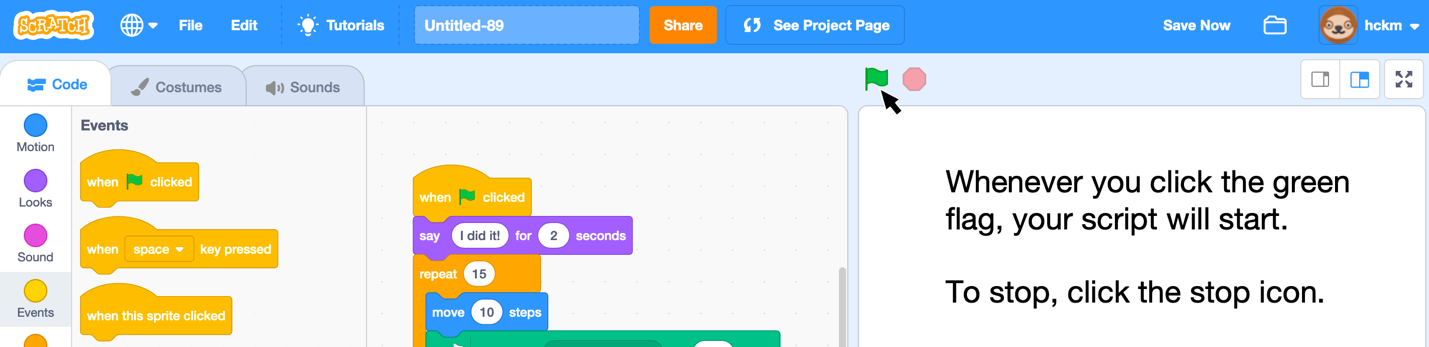 SCRATCH File Edit Tutorials Untitled-89 Share See Project Page Save Now hckm
Code Costumes Sounds
Motion
Looks
Sound
Events
Events
when clicked
when space key pressed
when this sprite clicked
when clicked
say I did it! for 2 seconds
repeat 15
move 10 steps
Whenever you click the green
flag, your script will start.
To stop, click the stop icon.